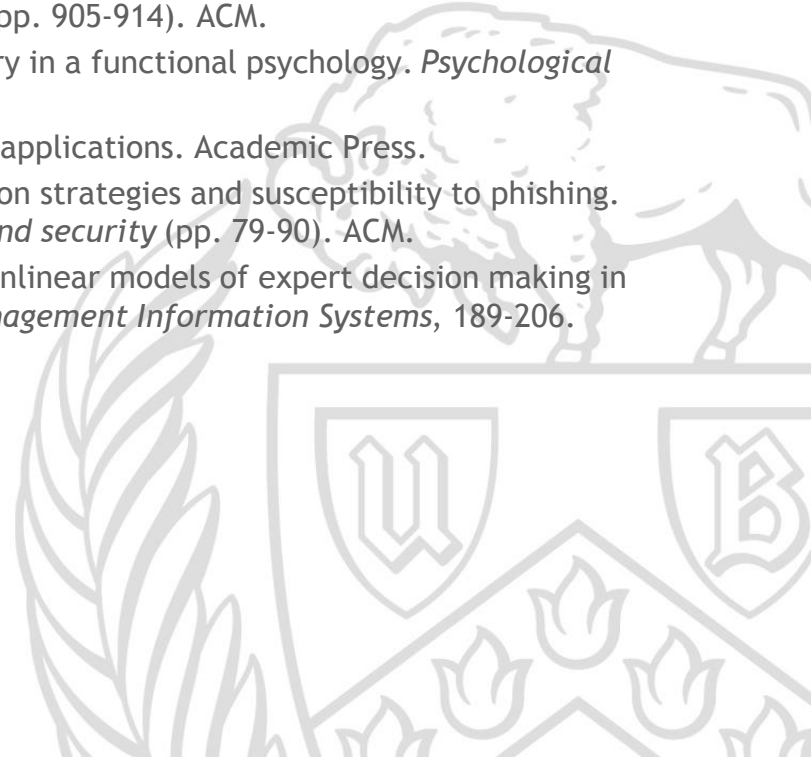 pp. 905-914). ACM.
ry in a functional psychology. Psychological
applications. Academic Press.
on strategies and susceptibility to phishing.
nd security (pp. 79-90). ACM.
nlinear models of expert decision making in
nagement Information Systems, 189-206.
U B